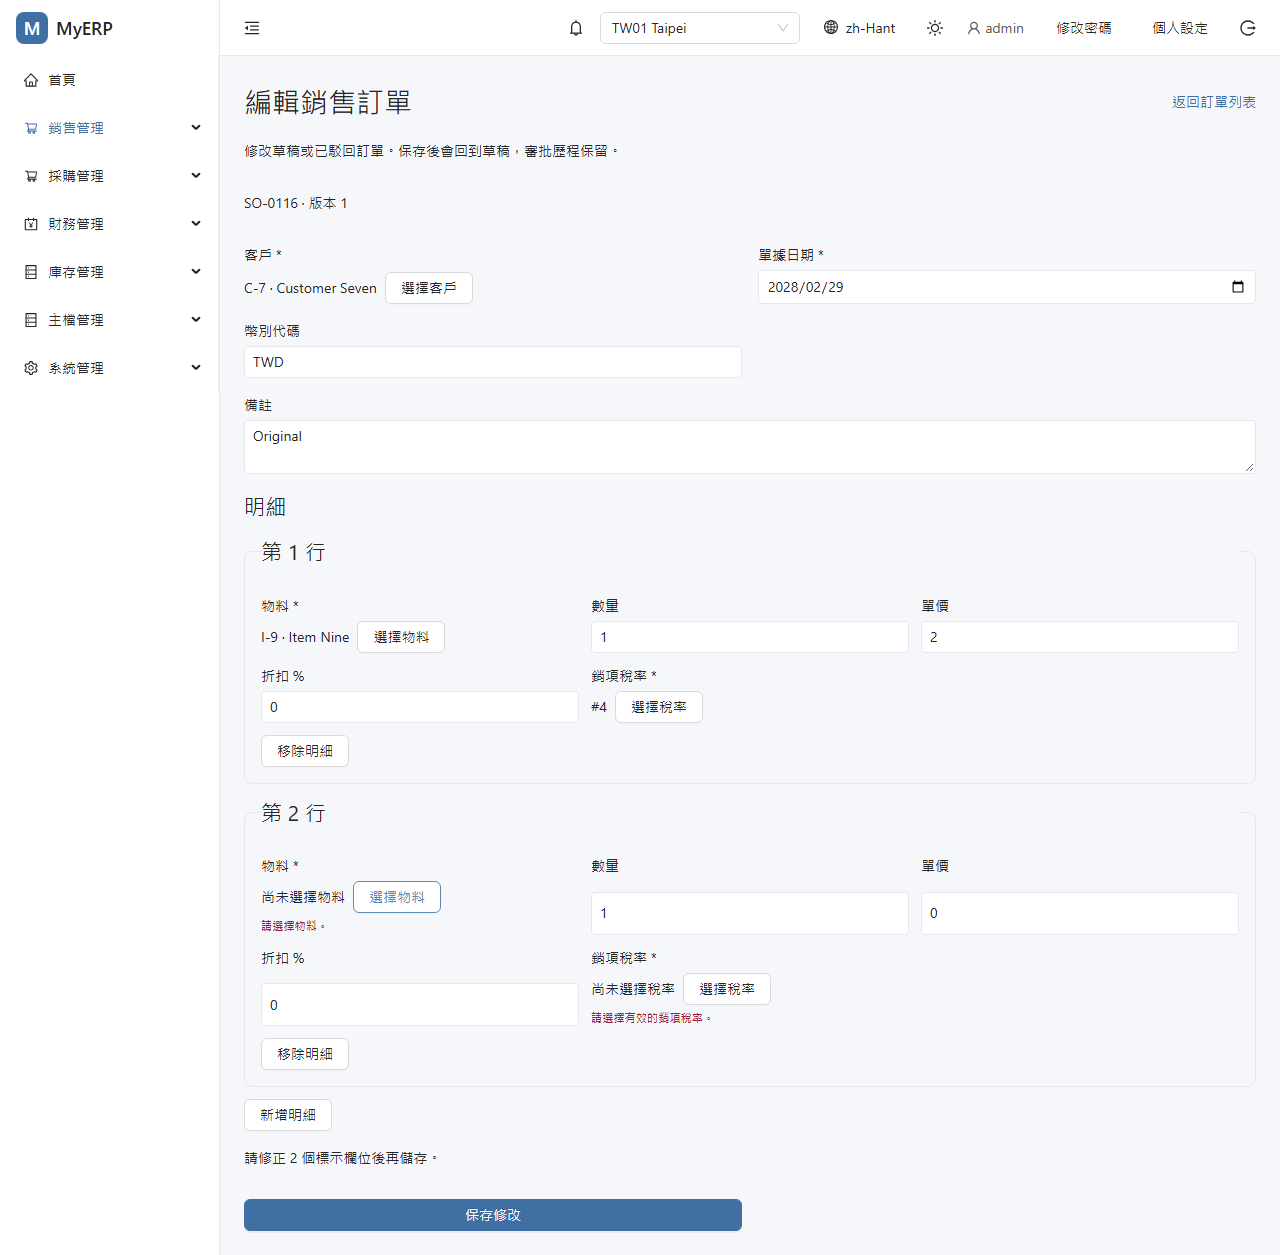 M MyERP
TW01 Taipei zh-Hant admin 修改密碼 個人設定
首頁
銷售管理
採購管理
財務管理
庫存管理
主檔管理
系統管理
編輯銷售訂單 返回訂單列表
修改草稿或已駁回訂單。保存後會回到草稿，審批歷程保留。
SO-0116 · 版本 1
客戶 * 單據日期 *
C-7 · Customer Seven 選擇客戶 2028/02/29
幣別代碼
TWD
備註
Original
明細
第 1 行
物料 * 數量 單價
I-9 · Item Nine 選擇物料 1 2
折扣 % 銷項稅率 *
0 #4 選擇稅率
移除明細
第 2 行
物料 * 數量 單價
尚未選擇物料 選擇物料 1 0
請選擇物料。
折扣 % 銷項稅率 *
0 尚未選擇稅率 選擇稅率
請選擇有效的銷項稅率。
移除明細
新增明細
請修正 2 個標示欄位後再儲存。
保存修改